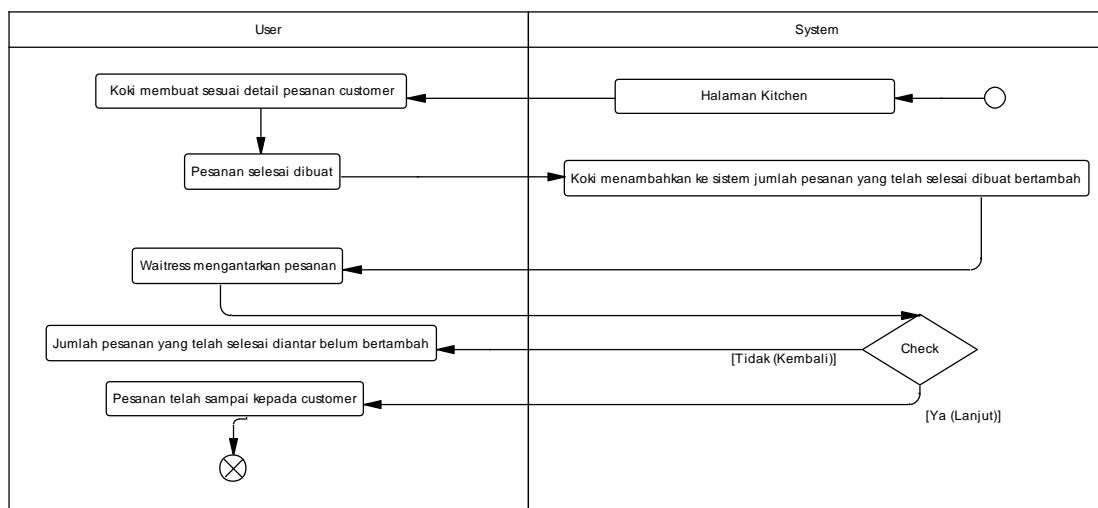 User
System
Koki membuat sesuai detail pesanan customer
Halaman Kitchen
Pesanan selesai dibuat
Koki menambahkan ke sistem jumlah pesanan yang telah selesai dibuat bertambah
Waitress mengantarkan pesanan
Jumlah pesanan yang telah selesai diantar belum bertambah
Check
[Tidak (Kembali)]
Pesanan telah sampai kepada customer
[Ya (Lanjut)]